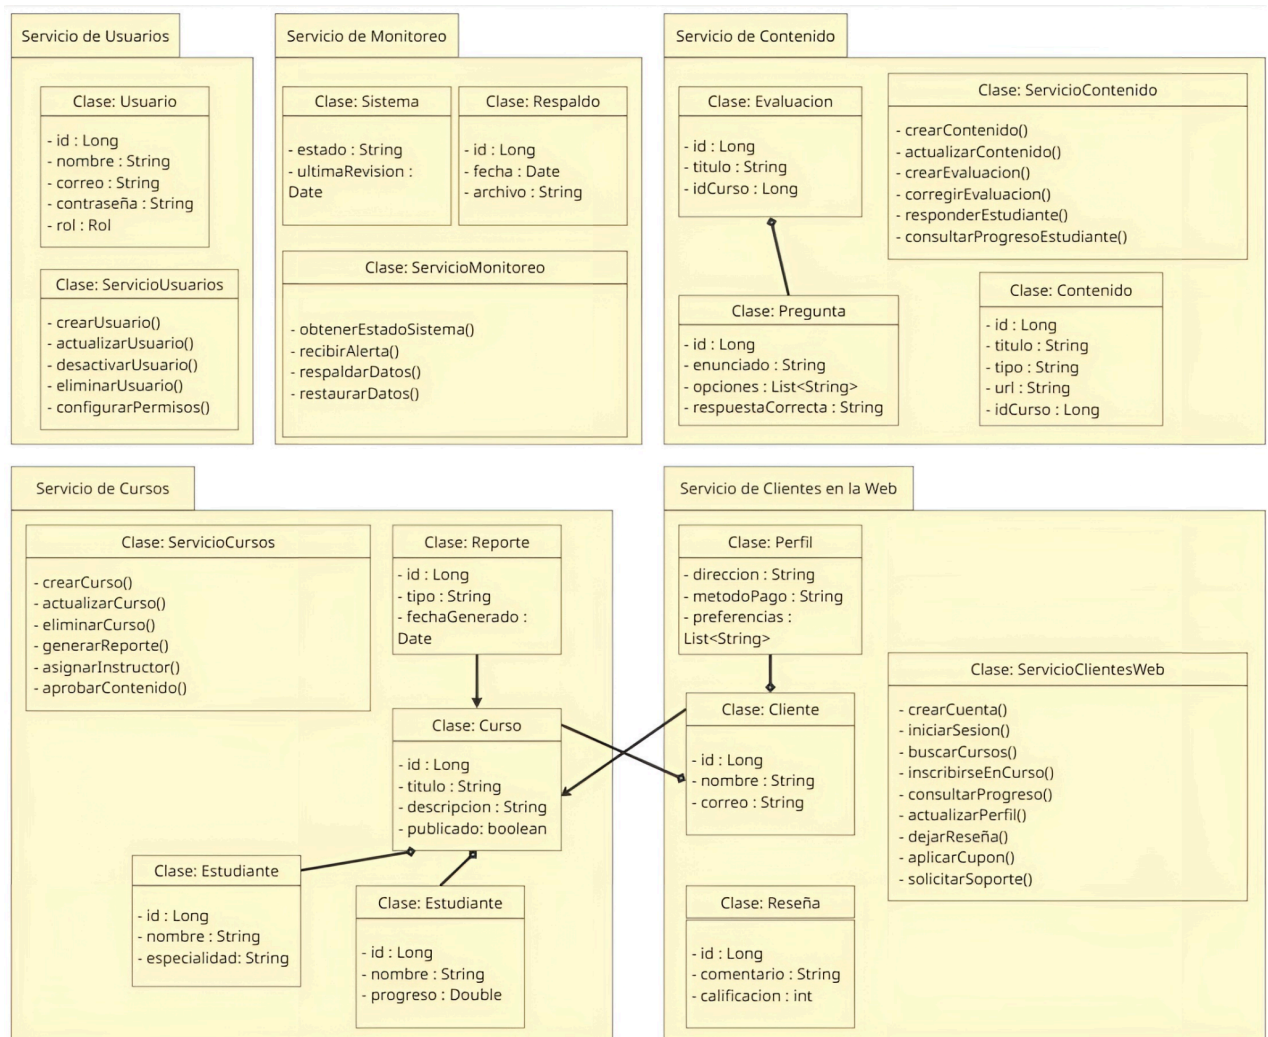 Servicio de Usuarios
Clase: Usuario
- id : Long
- nombre : String
- correo : String
- contraseña : String
- rol : Rol
Clase: ServicioUsuarios
- crearUsuario()
- actualizarUsuario()
- desactivarUsuario()
- eliminarUsuario()
- configurarPermisos()
Servicio de Monitoreo
Clase: Sistema
- estado : String
- ultimaRevision :
Date
Clase: Respaldo
- id : Long
- fecha : Date
- archivo : String
Clase: ServicioMonitoreo
- obtenerEstadoSistema()
- recibirAlerta()
- respaldarDatos()
- restaurarDatos()
Servicio de Contenido
Clase: Evaluacion
- id : Long
- titulo : String
- idCurso : Long
Clase: ServicioContenido
- crearContenido()
- actualizarContenido()
- crearEvaluacion()
- corregirEvaluacion()
- responderEstudiante()
- consultarProgresoEstudiante()
Clase: Pregunta
- id : Long
- enunciado : String
- opciones : List<String>
- respuestaCorrecta : String
Clase: Contenido
- id : Long
- titulo : String
- tipo : String
- url : String
- idCurso : Long
Servicio de Cursos
Clase: ServicioCursos
- crearCurso()
- actualizarCurso()
- eliminarCurso()
- generarReporte()
- asignarInstructor()
- aprobarContenido()
Clase: Reporte
- id : Long
- tipo : String
- fechaGenerado :
Date
Clase: Curso
- id : Long
- titulo : String
- descripcion : String
- publicado: boolean
Clase: Estudiante
- id : Long
- nombre : String
- especialidad: String
Clase: Estudiante
- id : Long
- nombre : String
- progreso : Double
Servicio de Clientes en la Web
Clase: Perfil
- direccion : String
- metodoPago : String
- preferencias :
List<String>
Clase: Cliente
- id : Long
- nombre : String
- correo : String
Clase: ServicioClientesWeb
- crearCuenta()
- iniciarSesion()
- buscarCursos()
- inscribirseEnCurso()
- consultarProgreso()
- actualizarPerfil()
- dejarReseña()
- aplicarCupon()
- solicitarSoporte()
Clase: Reseña
- id : Long
- comentario : String
- calificacion : int